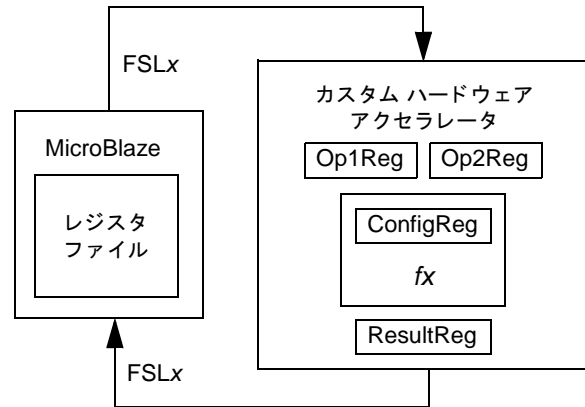 FSLx
カスタム ハードウェア
アクセラレータ
MicroBlaze
Op1Reg
Op2Reg
レジスタ
ファイル
ConfigReg
fx
ResultReg
FSLx